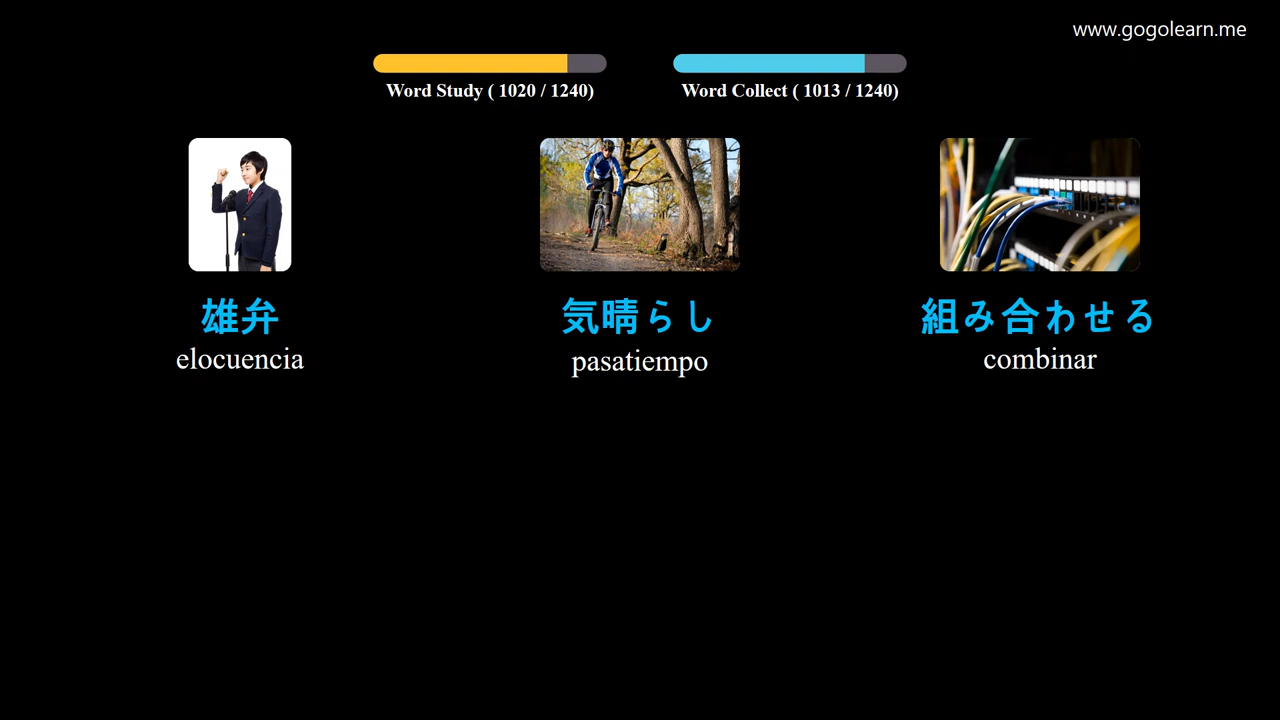 www.gogolearn.me
Word Study ( 1020 / 1240)
Word Collect ( 1013 / 1240)
雄弁
elocuencia
気晴らし
pasatiempo
組み合わせる
combinar